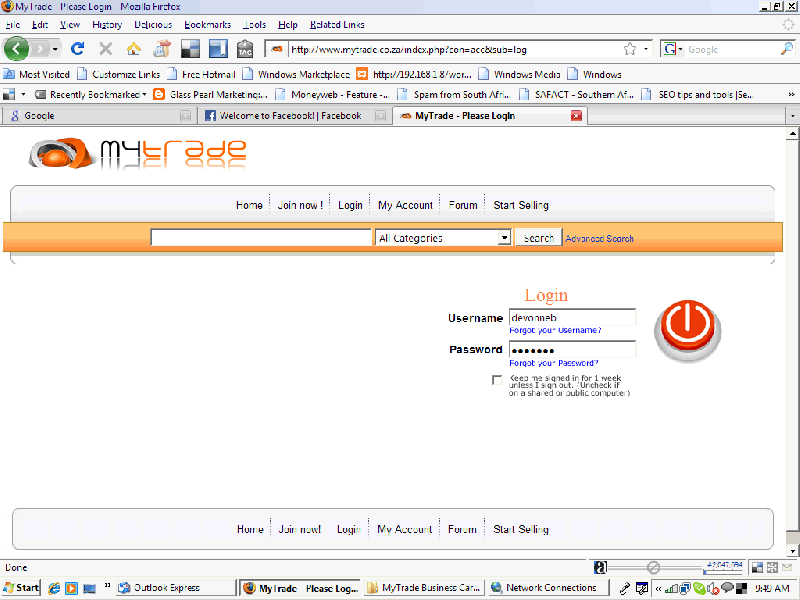 MyTrade - Please Login - Mozilla Firefox
File Edit View History Delicious Bookmarks Tools Help Related Links
http://www.mytrade.co.za/index.php?con=acc&sub=log
Google
Most Visited Customize Links Free Hotmail Windows Marketplace http://192.168.1.87wor... Windows Media Windows
Recently Bookmarked Glass Pearl Marketing:... Moneyweb - Feature -... Spam from South Afri... SAFACT - Southern Af... SEO tips and tools |Se... »
Google Welcome to Facebook! | Facebook MyTrade - Please Login
mytrade
Home Join now ! Login My Account Forum Start Selling
All Categories Search Advanced Search
Login
Username devonneb
Forgot your Username?
Password •••••••
Forgot your Password?
Keep me signed in for 1 week
unless I sign out. (Uncheck if
on a shared or public computer)
Home Join now! Login My Account Forum Start Selling
Done
Start » Outlook Express MyTrade - Please Log... MyTrade Business Car... Network Connections « 9:49 AM